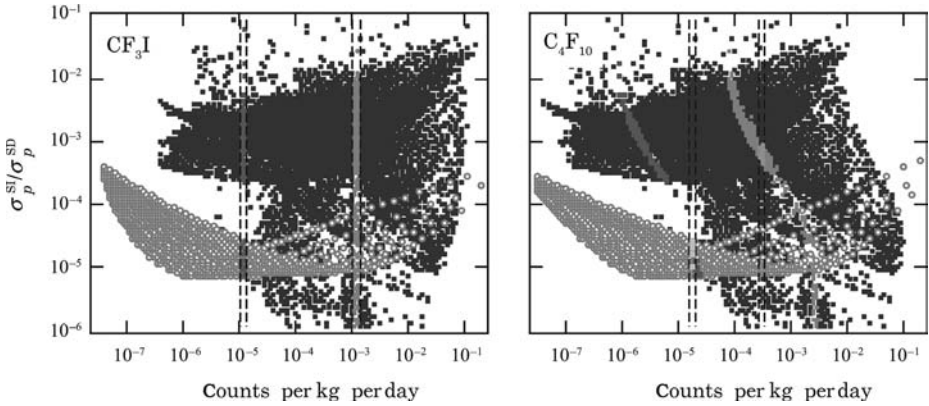 CF₃I
C₄F₁₀
10⁻¹
10⁻²
10⁻³
10⁻⁴
10⁻⁵
10⁻⁶
σₚ^SI/σₚ^SD
10⁻⁷ 10⁻⁶ 10⁻⁵ 10⁻⁴ 10⁻³ 10⁻² 10⁻¹
10⁻⁷ 10⁻⁶ 10⁻⁵ 10⁻⁴ 10⁻³ 10⁻² 10⁻¹
Counts per kg per day
Counts per kg per day